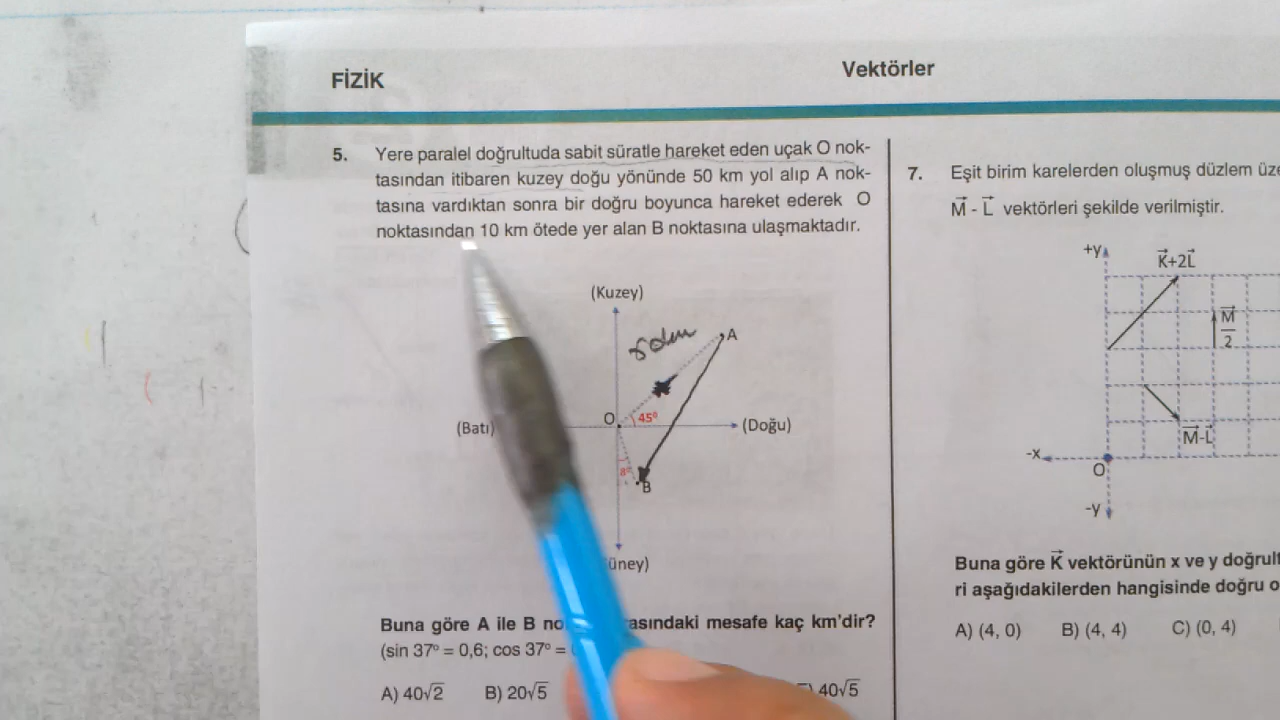 FİZİK
Vektörler
5. Yere paralel doğrultuda sabit süratle hareket eden uçak O nok-
tasından itibaren kuzey doğu yönünde 50 km yol alıp A nok-
tasına vardıktan sonra bir doğru boyunca hareket ederek O
noktasından 10 km ötede yer alan B noktasına ulaşmaktadır.
(Kuzey)
A
O
45°
(Batı)
(Doğu)
8°
B
üney)
Buna göre A ile B no asındaki mesafe kaç km'dir?
(sin 37° = 0,6; cos 37° =
A) 40√2 B) 20√5 40√5
7. Eşit birim karelerden oluşmuş düzlem üze
M⃗ - L⃗ vektörleri şekilde verilmiştir.
+y
K⃗+2L⃗
M⃗/2
M⃗-L⃗
-x
O
-y
Buna göre K⃗ vektörünün x ve y doğrult
ri aşağıdakilerden hangisinde doğru o
A) (4, 0) B) (4, 4) C) (0, 4)